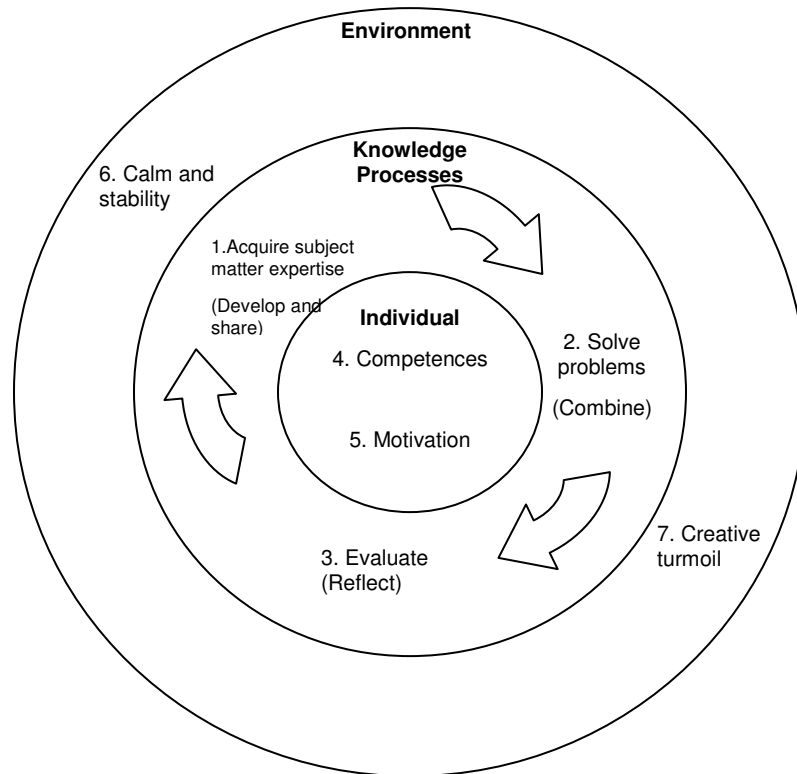 Environment
Knowledge
Processes
6. Calm and
stability
1.Acquire subject
matter expertise
(Develop and
share)
Individual
4. Competences
5. Motivation
2. Solve
problems
(Combine)
3. Evaluate
(Reflect)
7. Creative
turmoil